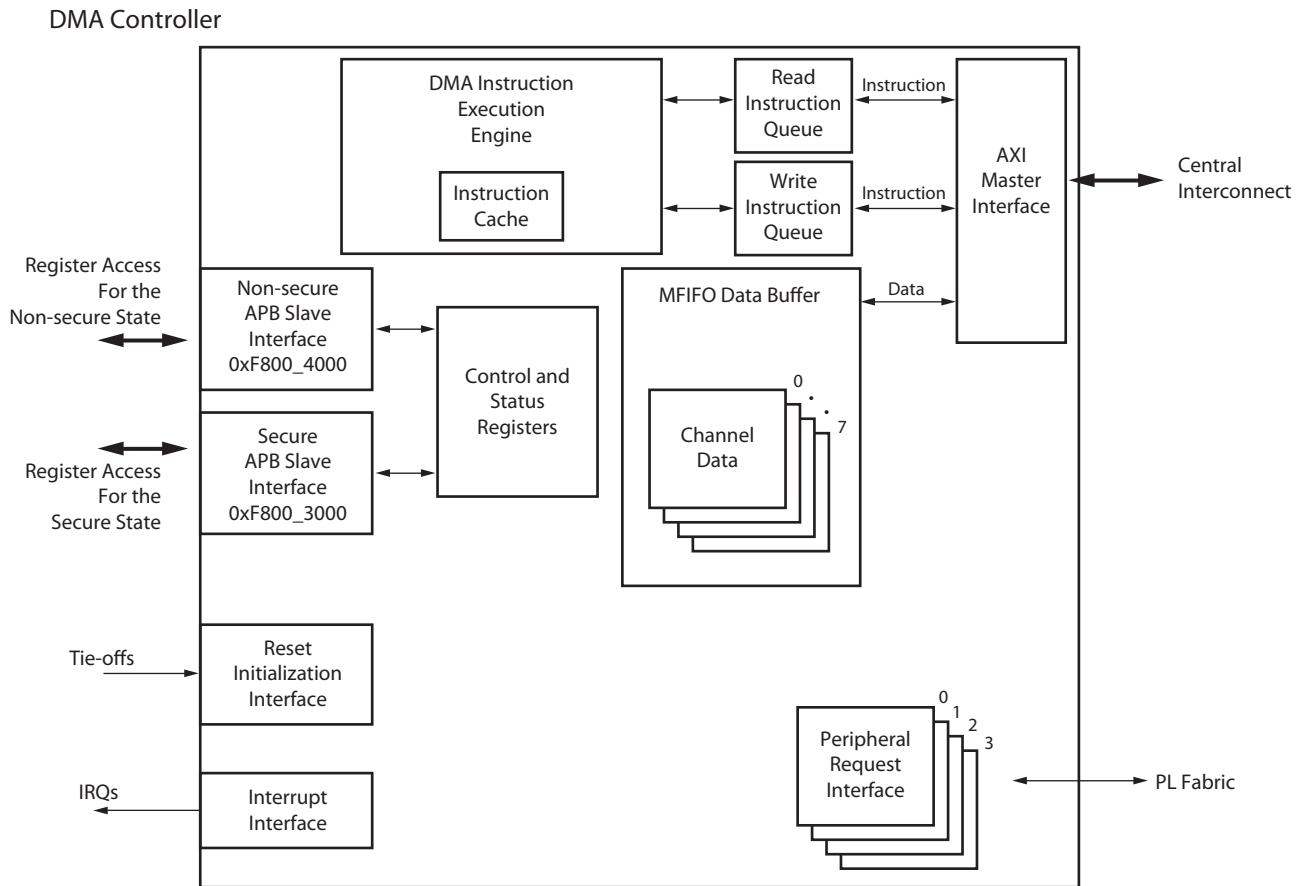 DMA Controller
DMA Instruction
Execution
Engine
Instruction
Cache
Read
Instruction
Queue
Instruction
Write
Instruction
Queue
Instruction
AXI
Master
Interface
Central
Interconnect
Register Access
For the
Non-secure State
Non-secure
APB Slave
Interface
0xF800_4000
Control and
Status
Registers
MFIFO Data Buffer
Data
Channel
Data
0
.
.
7
Register Access
For the
Secure State
Secure
APB Slave
Interface
0xF800_3000
Tie-offs
Reset
Initialization
Interface
IRQs
Interrupt
Interface
Peripheral
Request
Interface
0
1
2
3
PL Fabric